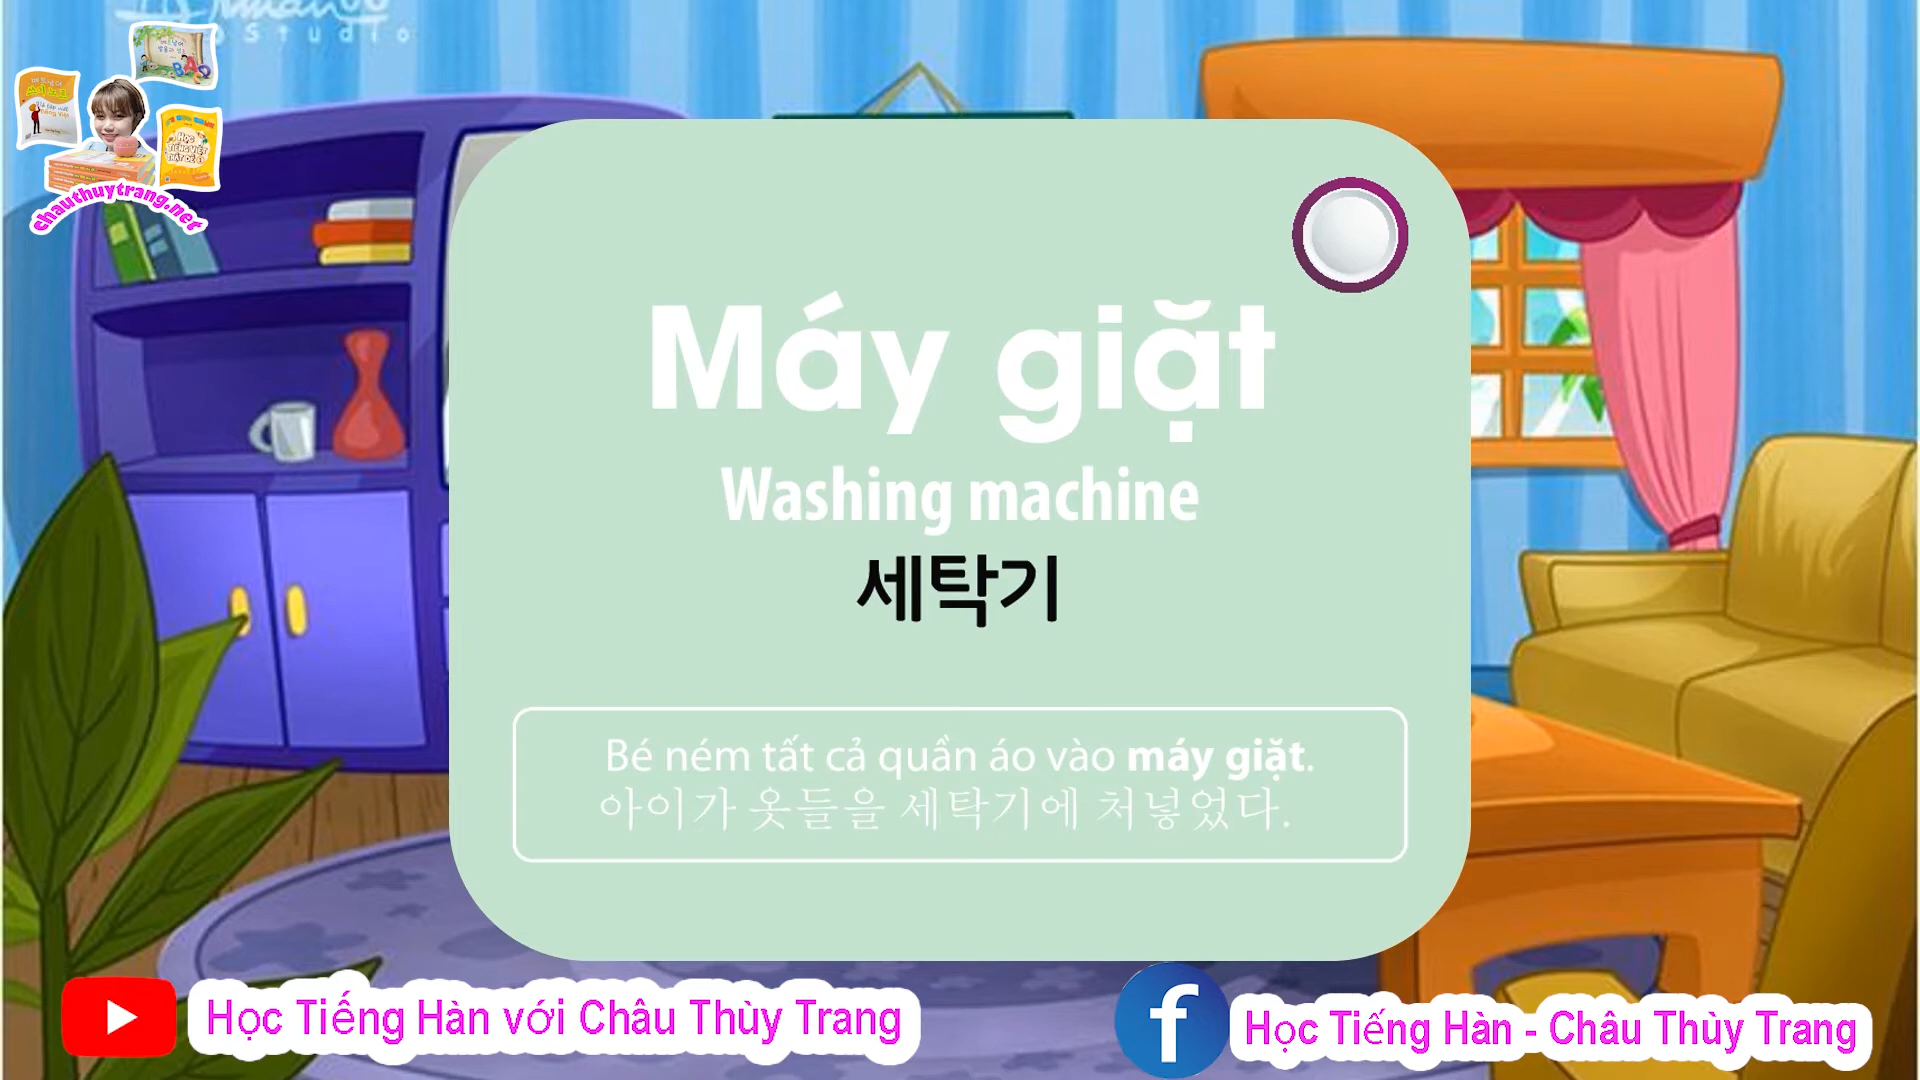 Studio
chauthuytrang.net
Máy giặt
Washing machine
세탁기
Bé ném tất cả quần áo vào máy giặt.
아이가 옷들을 세탁기에 처넣었다.
Học Tiếng Hàn với Châu Thùy Trang
Học Tiếng Hàn - Châu Thùy Trang